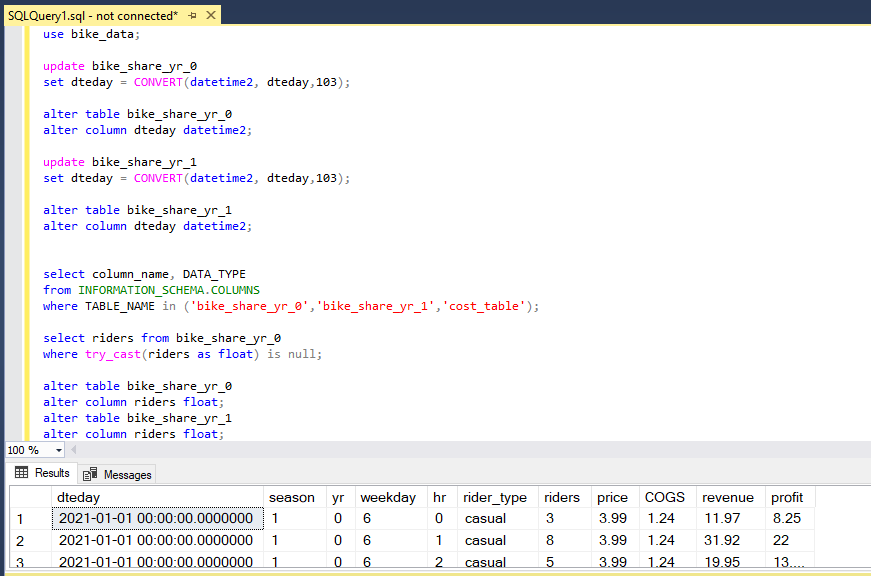 SQLQuery1.sql - not connected*
use bike_data;
update bike_share_yr_0
set dteday = CONVERT(datetime2, dteday,103);
alter table bike_share_yr_0
alter column dteday datetime2;
update bike_share_yr_1
set dteday = CONVERT(datetime2, dteday,103);
alter table bike_share_yr_1
alter column dteday datetime2;
select column_name, DATA_TYPE
from INFORMATION_SCHEMA.COLUMNS
where TABLE_NAME in ('bike_share_yr_0','bike_share_yr_1','cost_table');
select riders from bike_share_yr_0
where try_cast(riders as float) is null;
alter table bike_share_yr_0
alter column riders float;
alter table bike_share_yr_1
alter column riders float;
100 %
Results Messages
dteday season yr weekday hr rider_type riders price COGS revenue profit
1 2021-01-01 00:00:00.0000000 1 0 6 0 casual 3 3.99 1.24 11.97 8.25
2 2021-01-01 00:00:00.0000000 1 0 6 1 casual 8 3.99 1.24 31.92 22
3 2021-01-01 00:00:00.0000000 1 0 6 2 casual 5 3.99 1.24 19.95 13....